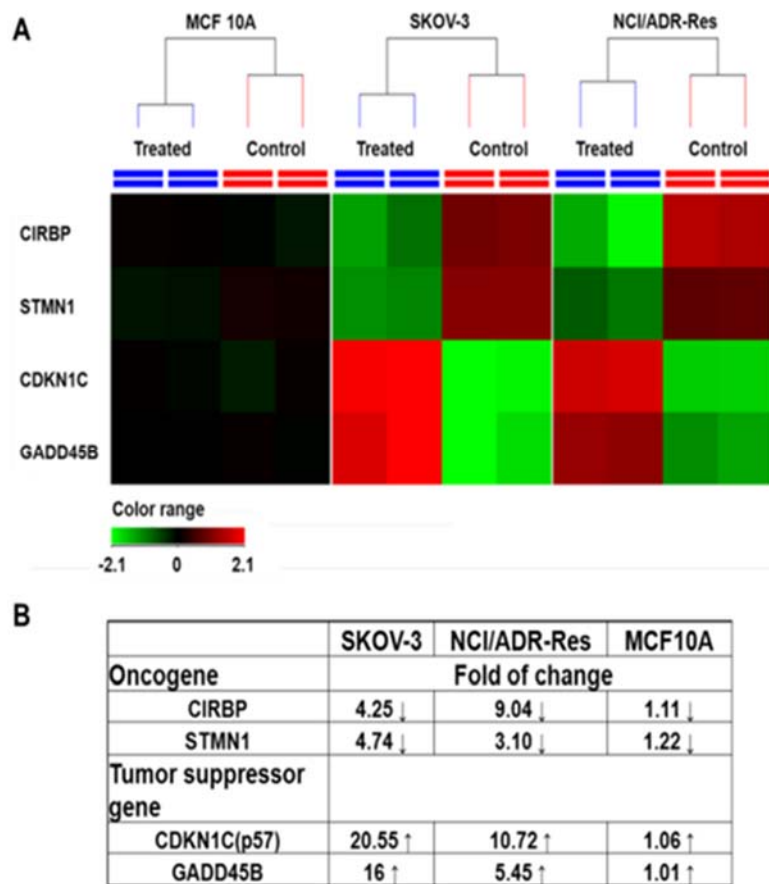 A
MCF 10A SKOV-3 NCI/ADR-Res
Treated Control Treated Control Treated Control
CIRBP
STMN1
CDKN1C
GADD45B
Color range
-2.1 0 2.1
B
SKOV-3 NCI/ADR-Res MCF10A
Oncogene Fold of change
CIRBP 4.25 ↓ 9.04 ↓ 1.11 ↓
STMN1 4.74 ↓ 3.10 ↓ 1.22 ↓
Tumor suppressor
gene
CDKN1C(p57) 20.55 ↑ 10.72 ↑ 1.06 ↑
GADD45B 16 ↑ 5.45 ↑ 1.01 ↑